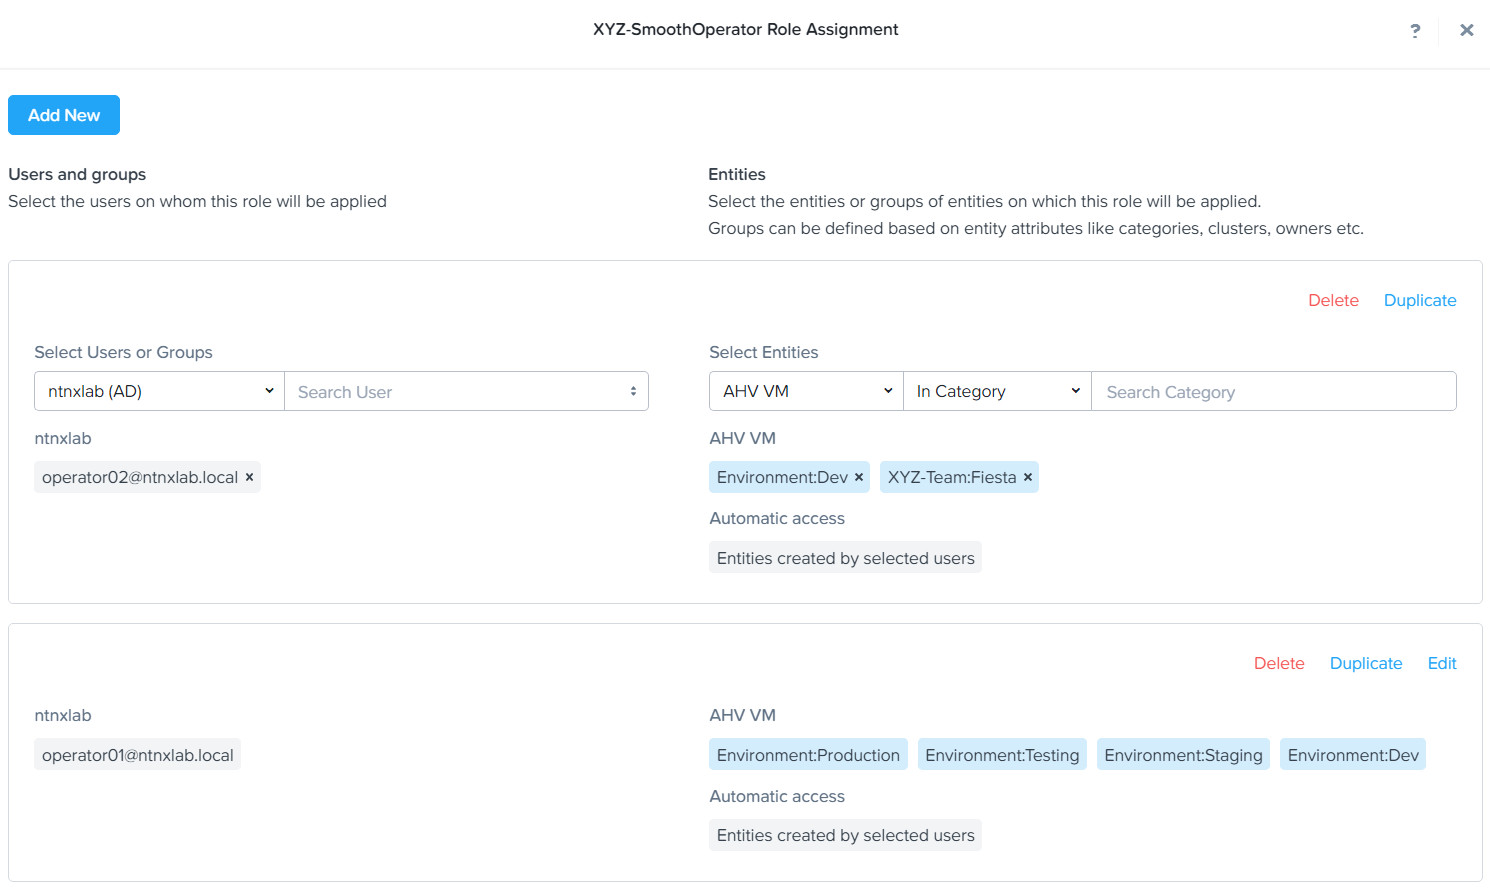 XYZ-SmoothOperator Role Assignment
?
×
Add New
Users and groups
Select the users on whom this role will be applied
Entities
Select the entities or groups of entities on which this role will be applied.
Groups can be defined based on entity attributes like categories, clusters, owners etc.
Delete Duplicate
Select Users or Groups
ntnxlab (AD) Search User
ntnxlab
operator02@ntnxlab.local ×
Select Entities
AHV VM In Category Search Category
AHV VM
Environment:Dev × XYZ-Team:Fiesta ×
Automatic access
Entities created by selected users
Delete Duplicate Edit
ntnxlab
operator01@ntnxlab.local
AHV VM
Environment:Production Environment:Testing Environment:Staging Environment:Dev
Automatic access
Entities created by selected users